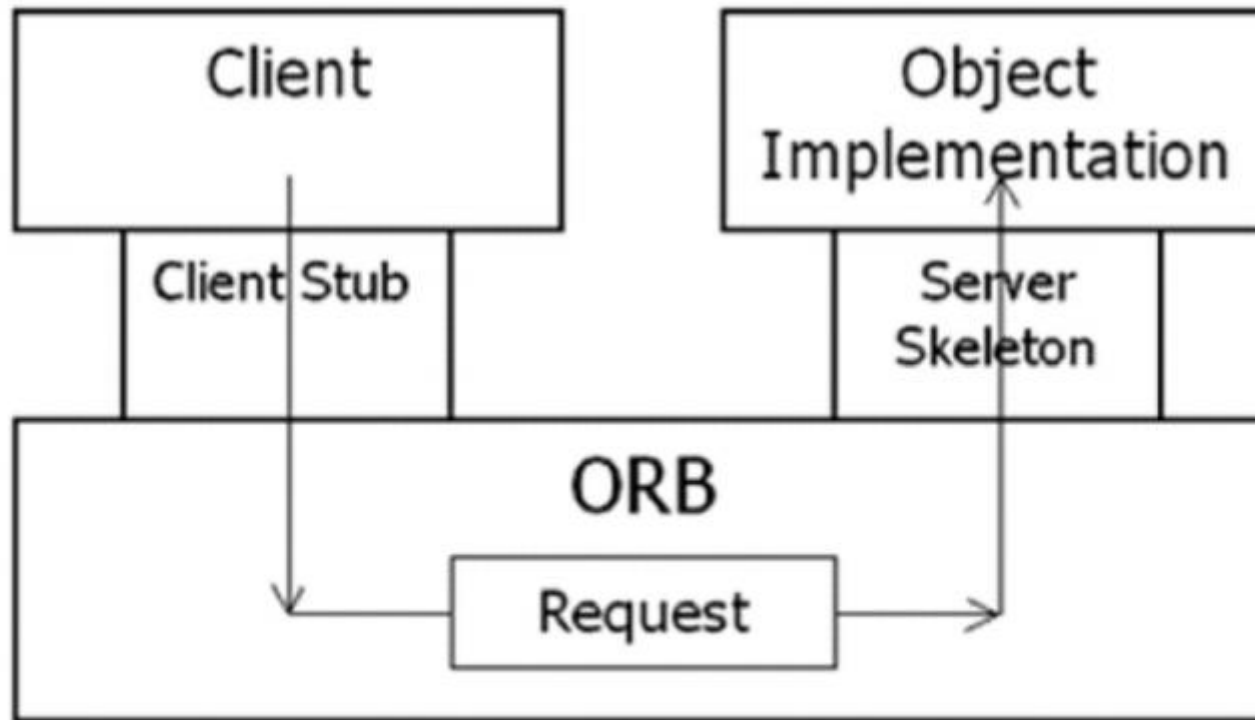 Client
Object
Implementation
Client Stub
Server
Skeleton
ORB
Request